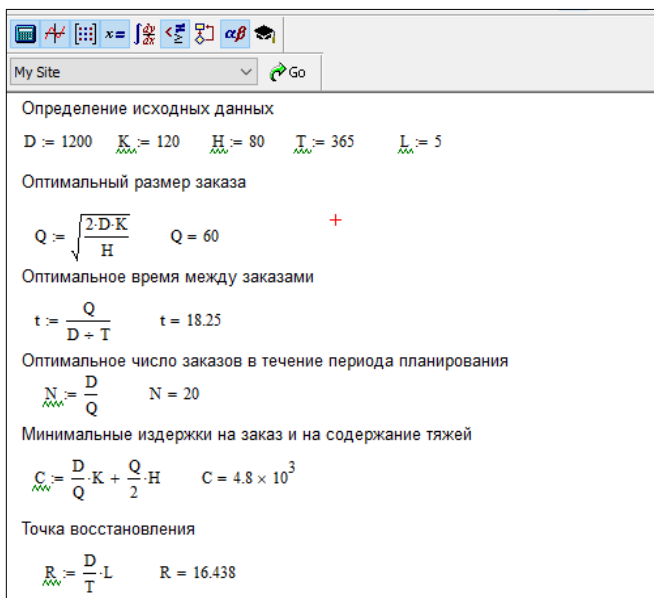 x=
αβ
My Site
Go
Определение исходных данных
D := 1200 K := 120 H := 80 T := 365 L := 5
Оптимальный размер заказа
Q := √(2·D·K / H) Q = 60
Оптимальное время между заказами
t := Q / (D ÷ T) t = 18.25
Оптимальное число заказов в течение периода планирования
N := D / Q N = 20
Минимальные издержки на заказ и на содержание тяжей
C := D / Q ·K + Q / 2 ·H C = 4.8 × 10³
Точка восстановления
R := D / T ·L R = 16.438